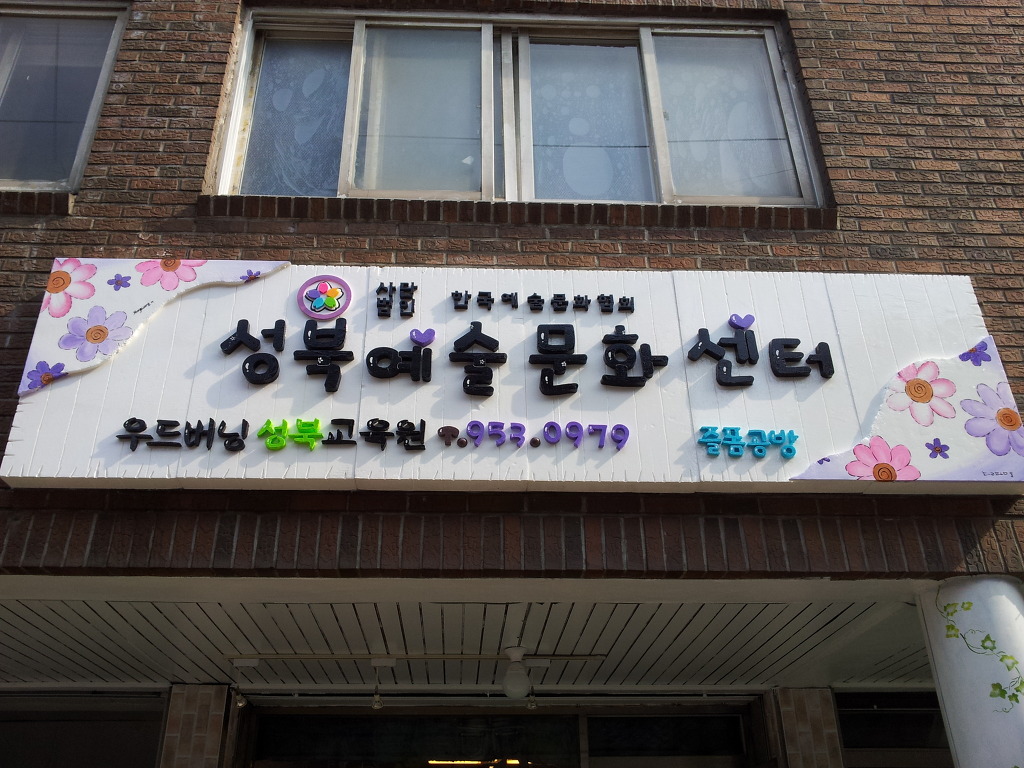 사단법인 한국예술문화협회
성북예술문화센터
우드버닝 성북교육원 T.953.0979 즐품공방